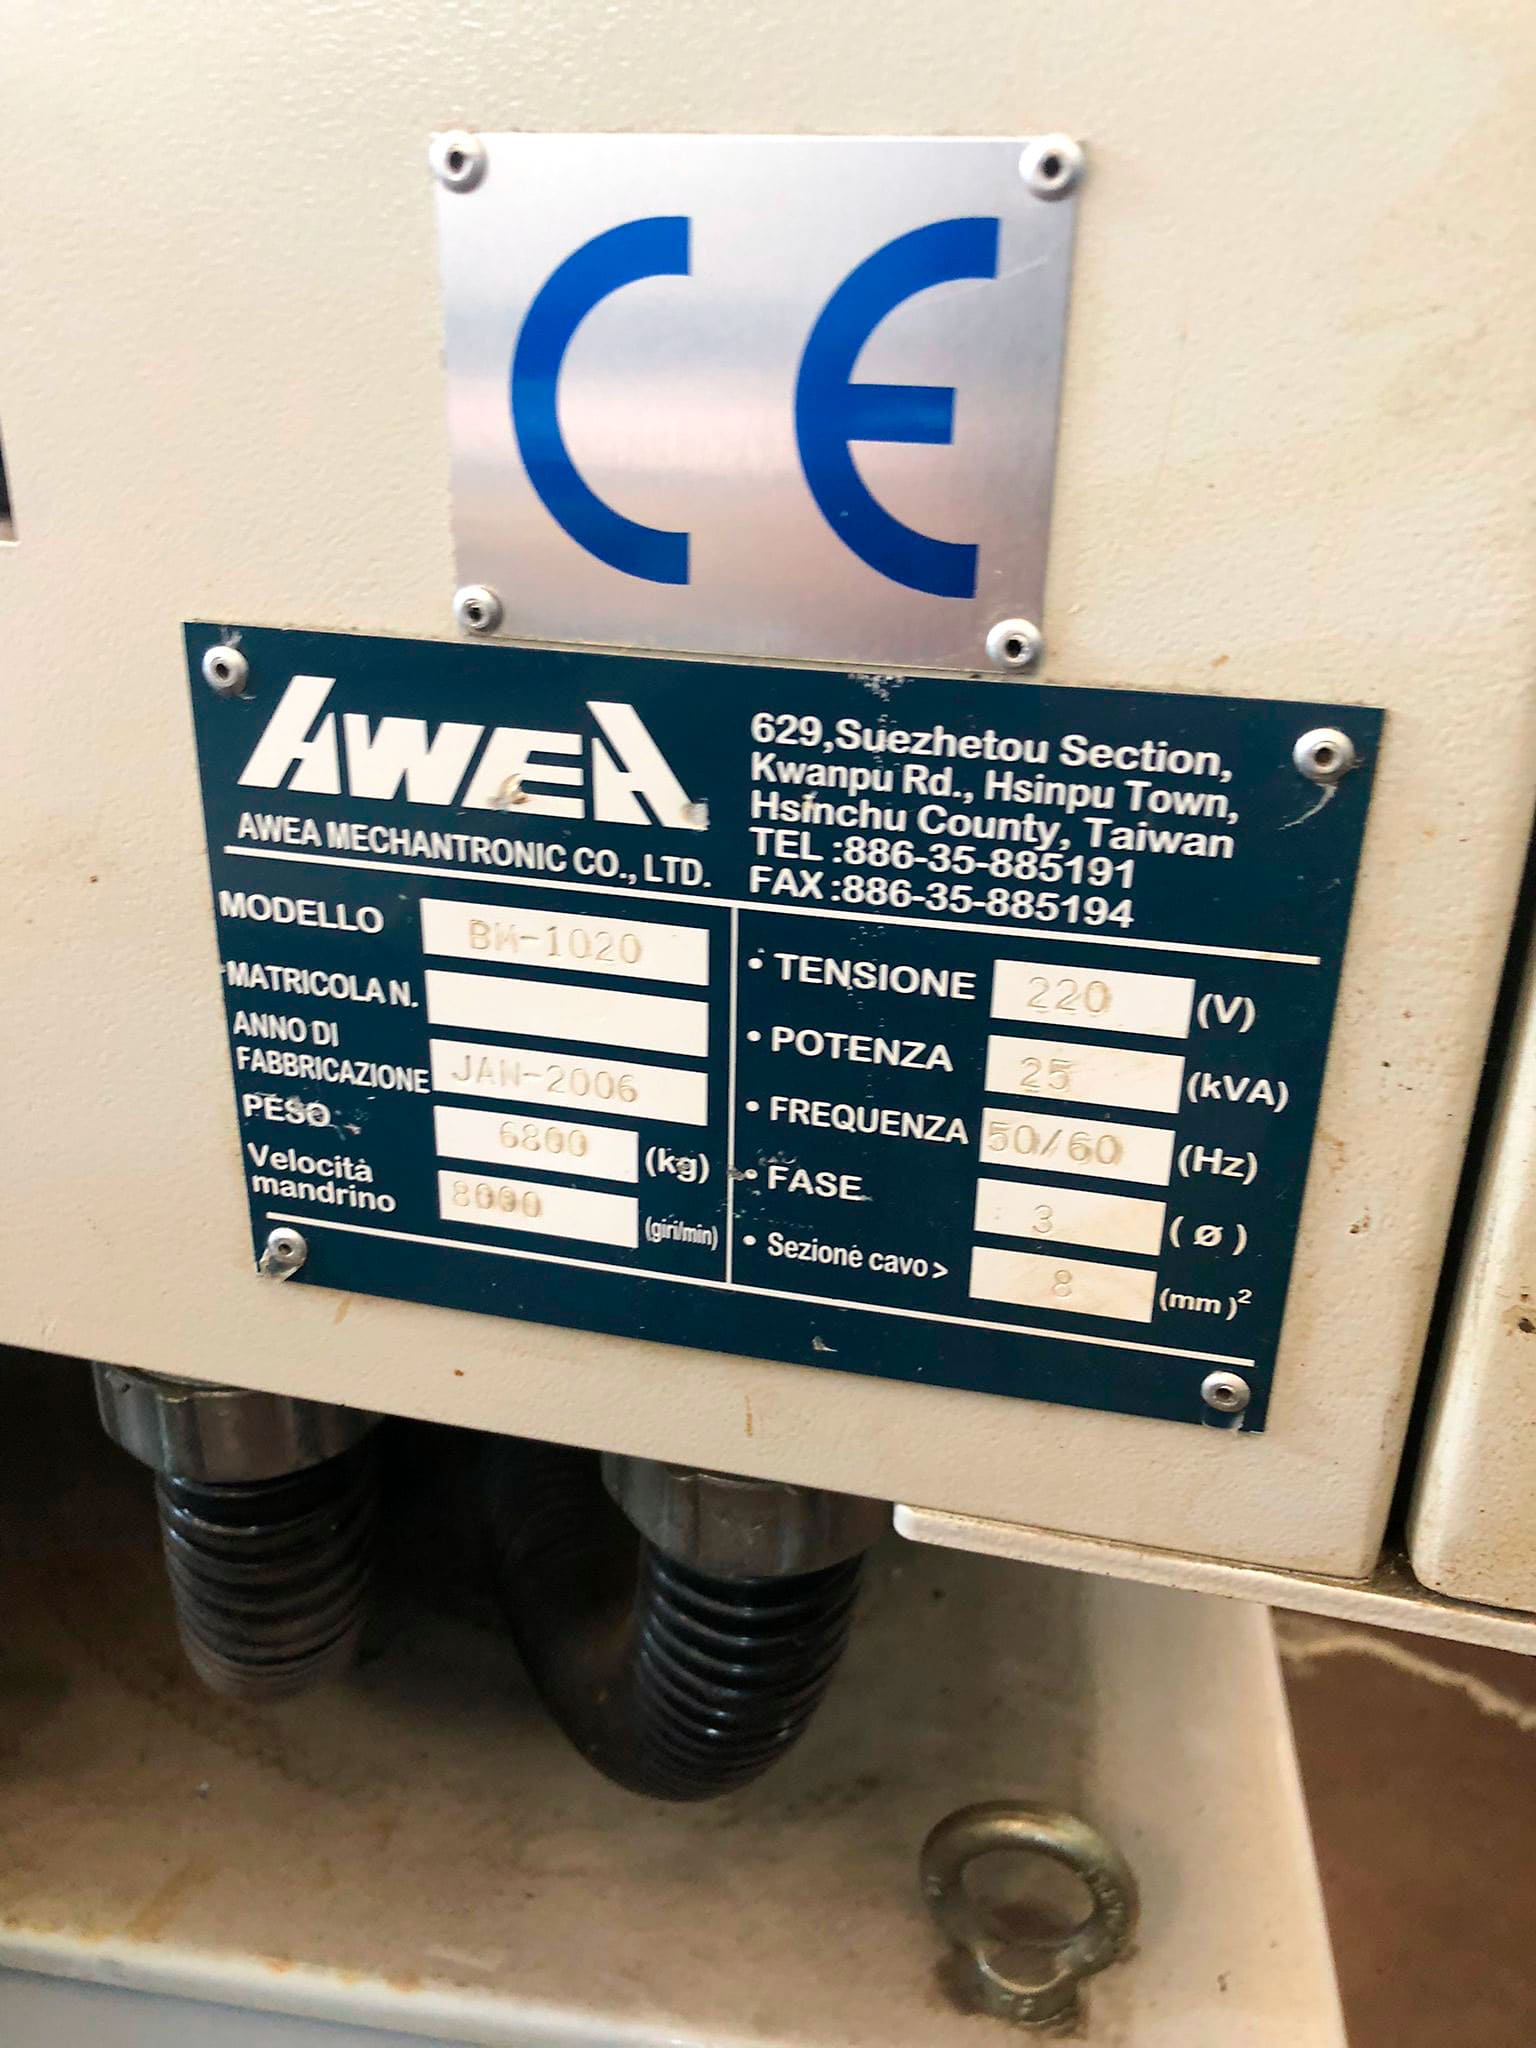 CE
AWEA
AWEA MECHANTRONIC CO., LTD.
629,Suezhetou Section,
Kwanpu Rd., Hsinpu Town,
Hsinchu County, Taiwan
TEL :886-35-885191
FAX :886-35-885194
MODELLO BM-1020
MATRICOLA N.
ANNO DI
FABBRICAZIONE JAN-2006
PESO 6800 (kg)
Velocità
mandrino 8000 (giri/min)
• TENSIONE 220 (V)
• POTENZA 25 (kVA)
• FREQUENZA 50/60 (Hz)
• FASE 3 (ø)
• Sezione cavo> 8 (mm)²